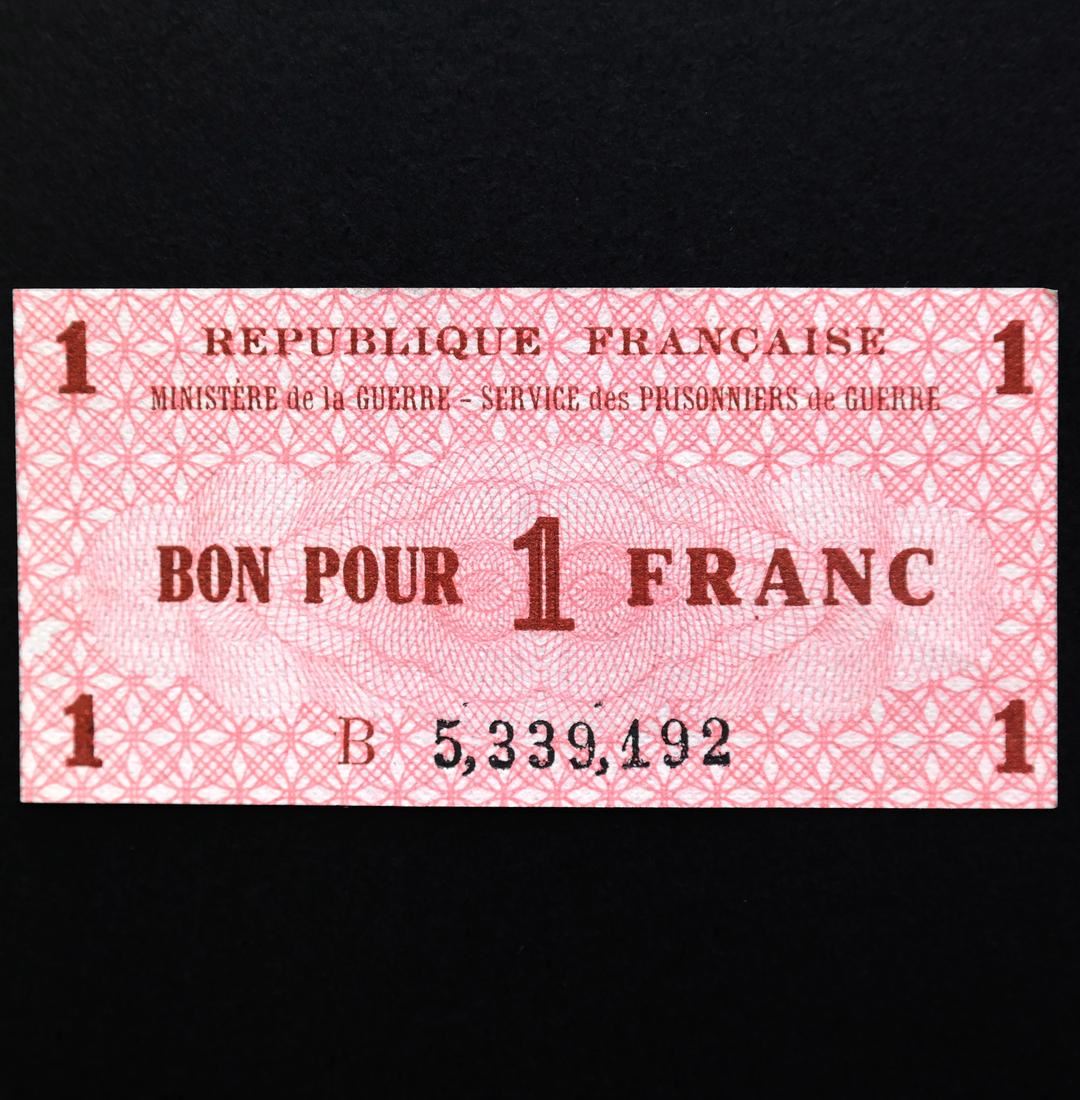 1 REPUBLIQUE FRANÇAISE 1
MINISTÈRE de la GUERRE - SERVICE des PRISONNIERS de GUERRE
BON POUR 1 FRANC
1 B 5,339,192 1